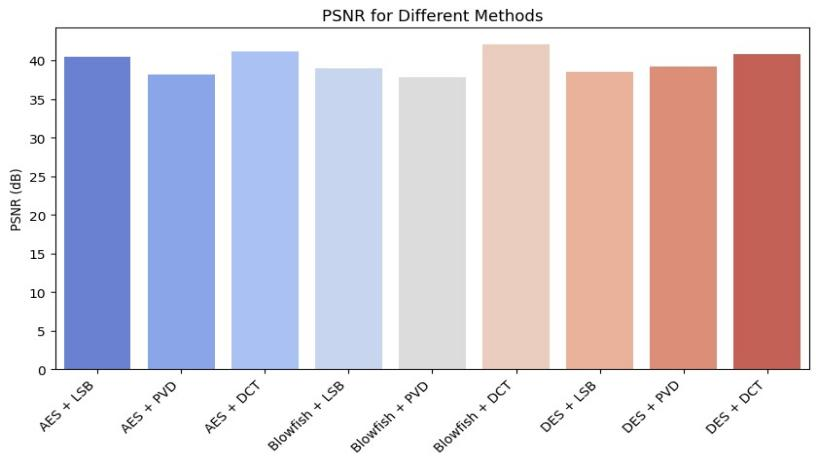 PSNR for Different Methods
PSNR (dB)
40
35
30
25
20
15
10
5
0
AES + LSB
AES + PVD
AES + DCT
Blowfish + LSB
Blowfish + PVD
Blowfish + DCT
DES + LSB
DES + PVD
DES + DCT